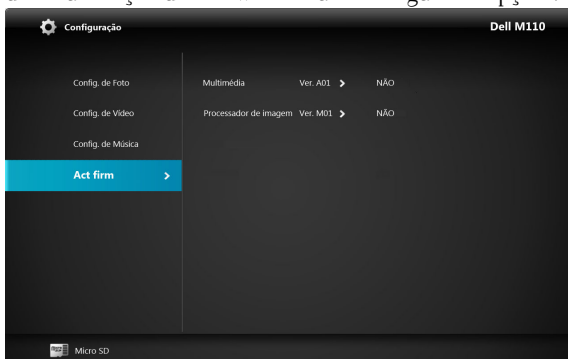 Configuração
Dell M110
Config. de Foto
Multimédia Ver. A01 NÃO
Config. de Vídeo
Processador de imagem Ver. M01 NÃO
Config. de Música
Act firm
Micro SD